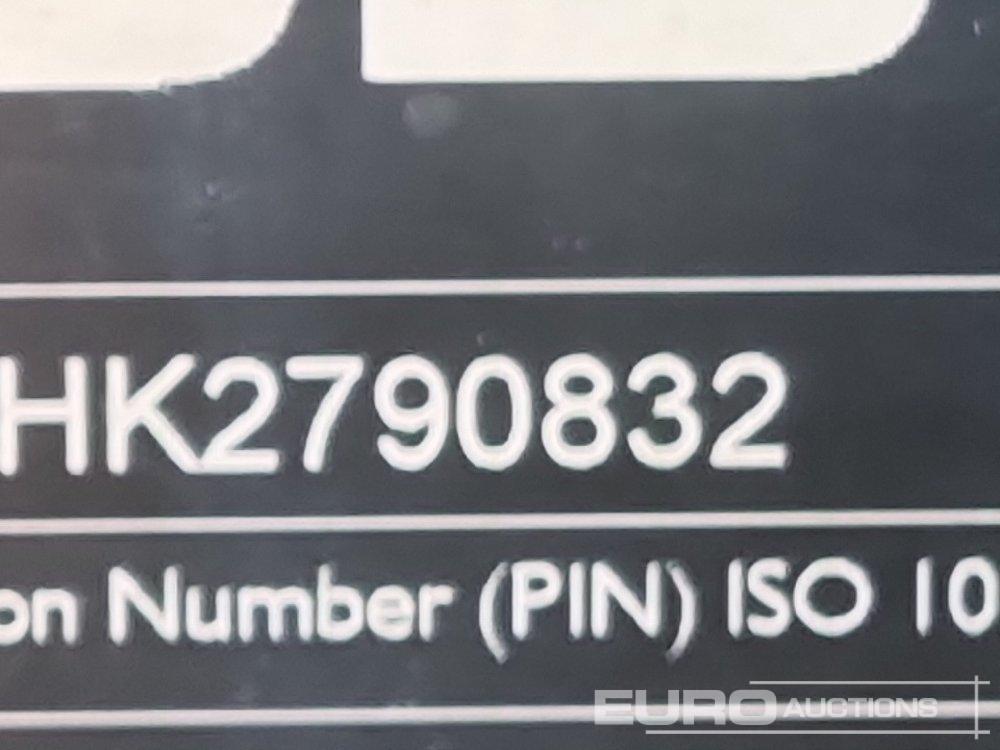 HK2790832
on Number (PIN) ISO 10
EURO AUCTIONS